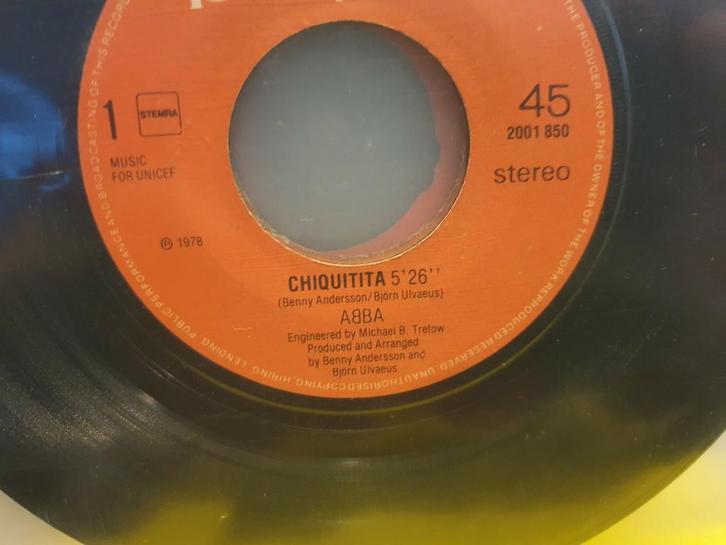 1
STEMRA
45
2001 850
MUSIC
FOR UNICEF
stereo
℗ 1978
CHIQUITITA 5'26''
(Benny Andersson/Björn Ulvaeus)
ABBA
Engineered by Michael B. Tretow
Produced and Arranged
by Benny Andersson and
Björn Ulvaeus
THE PRODUCER AND OF THE OWNER OF THE WORK REPRODUCED RESERVED. UNAUTHORISED COPYING, HIRING, LENDING, PUBLIC PERFORMANCE AND BROADCASTING OF THIS RECORD